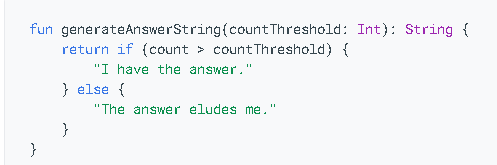 fun generateAnswerString(countThreshold: Int): String {
    return if (count > countThreshold) {
        "I have the answer."
    } else {
        "The answer eludes me."
    }
}